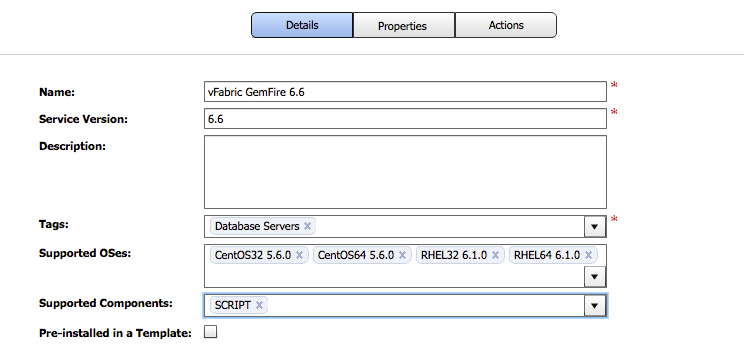 Details Properties Actions
Name: vFabric GemFire 6.6 *
Service Version: 6.6 *
Description:
Tags: Database Servers x *
Supported OSes: CentOS32 5.6.0 x CentOS64 5.6.0 x RHEL32 6.1.0 x RHEL64 6.1.0 x
Supported Components: SCRIPT x
Pre-installed in a Template: